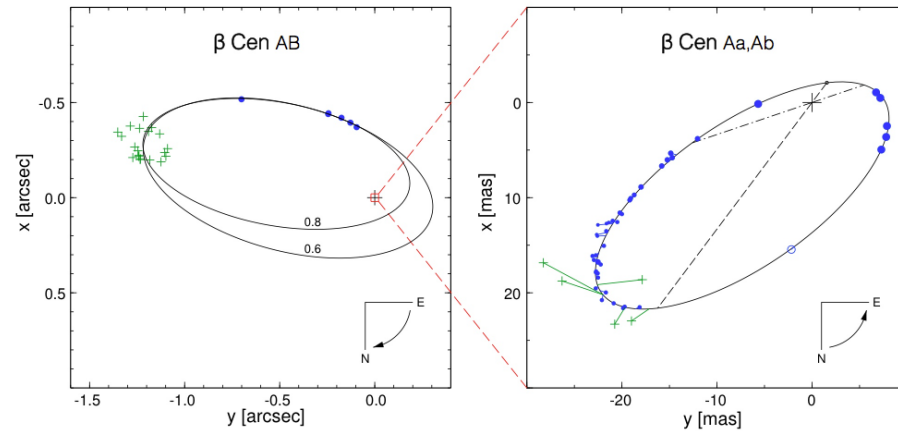 β Cen AB
x [arcsec]
-0.5
0.0
0.5
0.8
0.6
E
N
-1.5
-1.0
-0.5
0.0
y [arcsec]
β Cen Aa,Ab
x [mas]
0
10
20
E
N
-20
-10
0
y [mas]